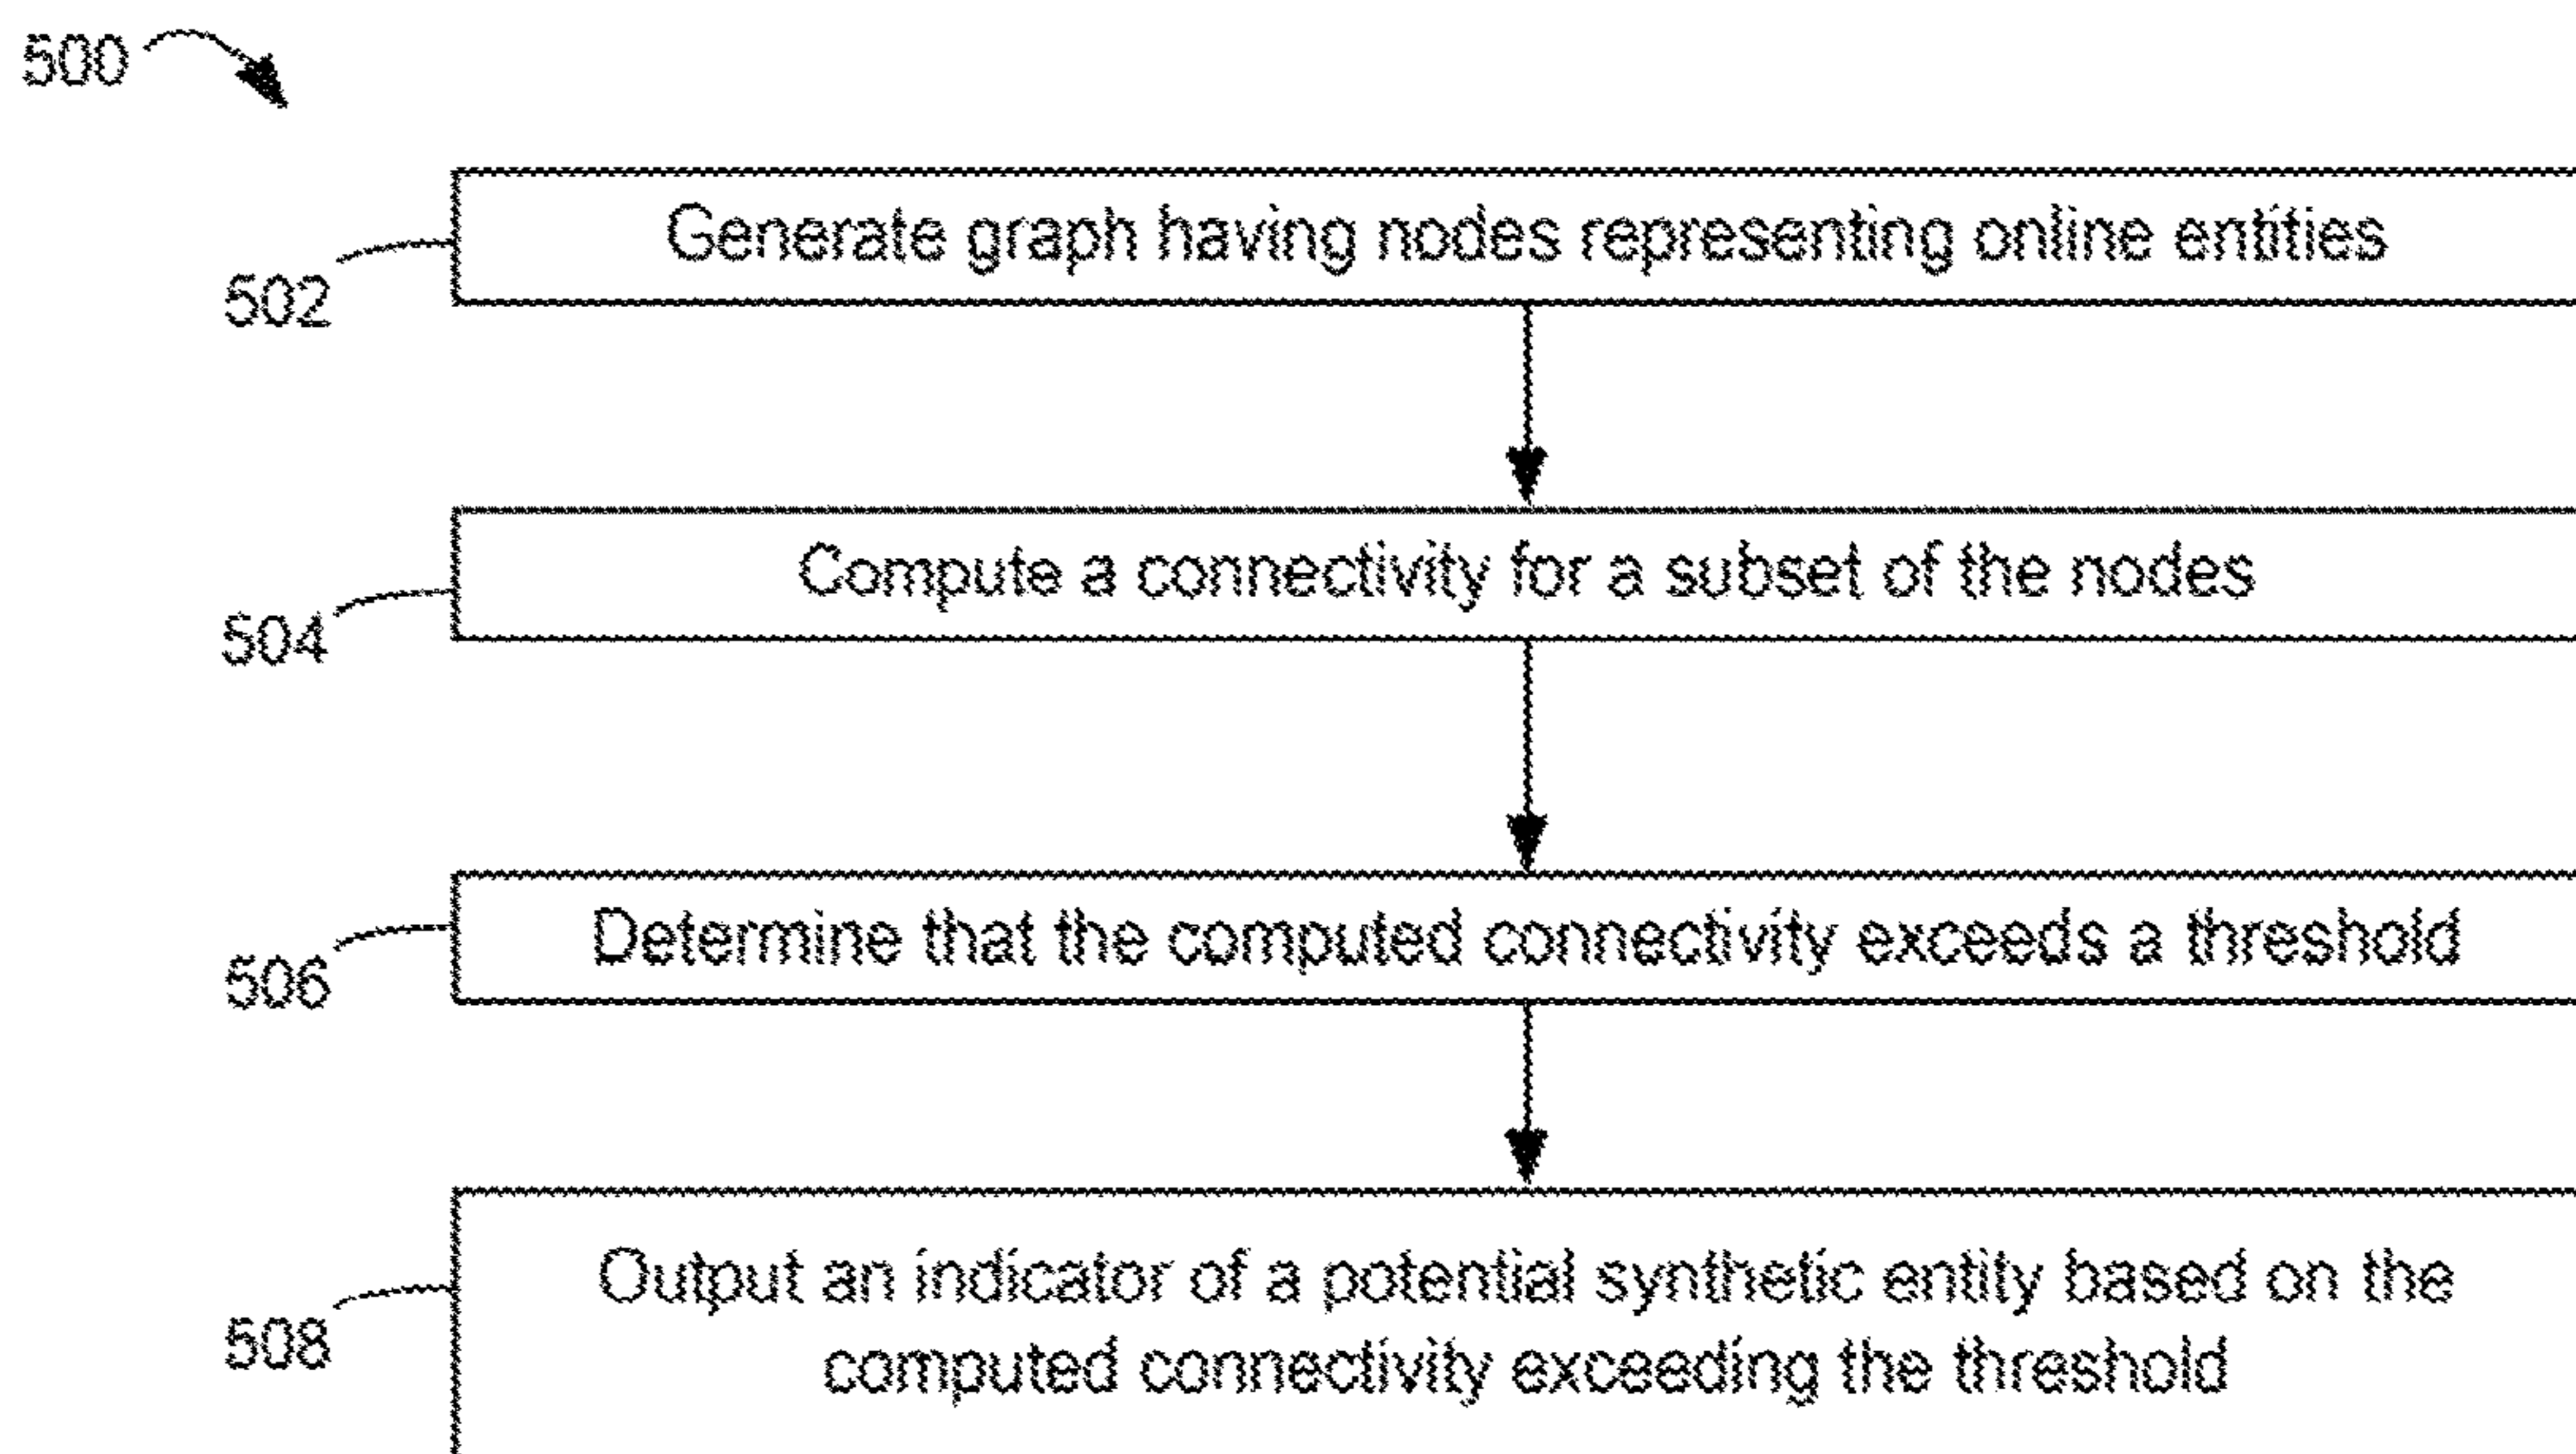 500
Generate graph having nodes representing online entities
502
Compute a connectivity for a subset of the nodes
504
Determine that the computed connectivity exceeds a threshold
506
Output an indicator of a potential synthetic entity based on the
computed connectivity exceeding the threshold
508